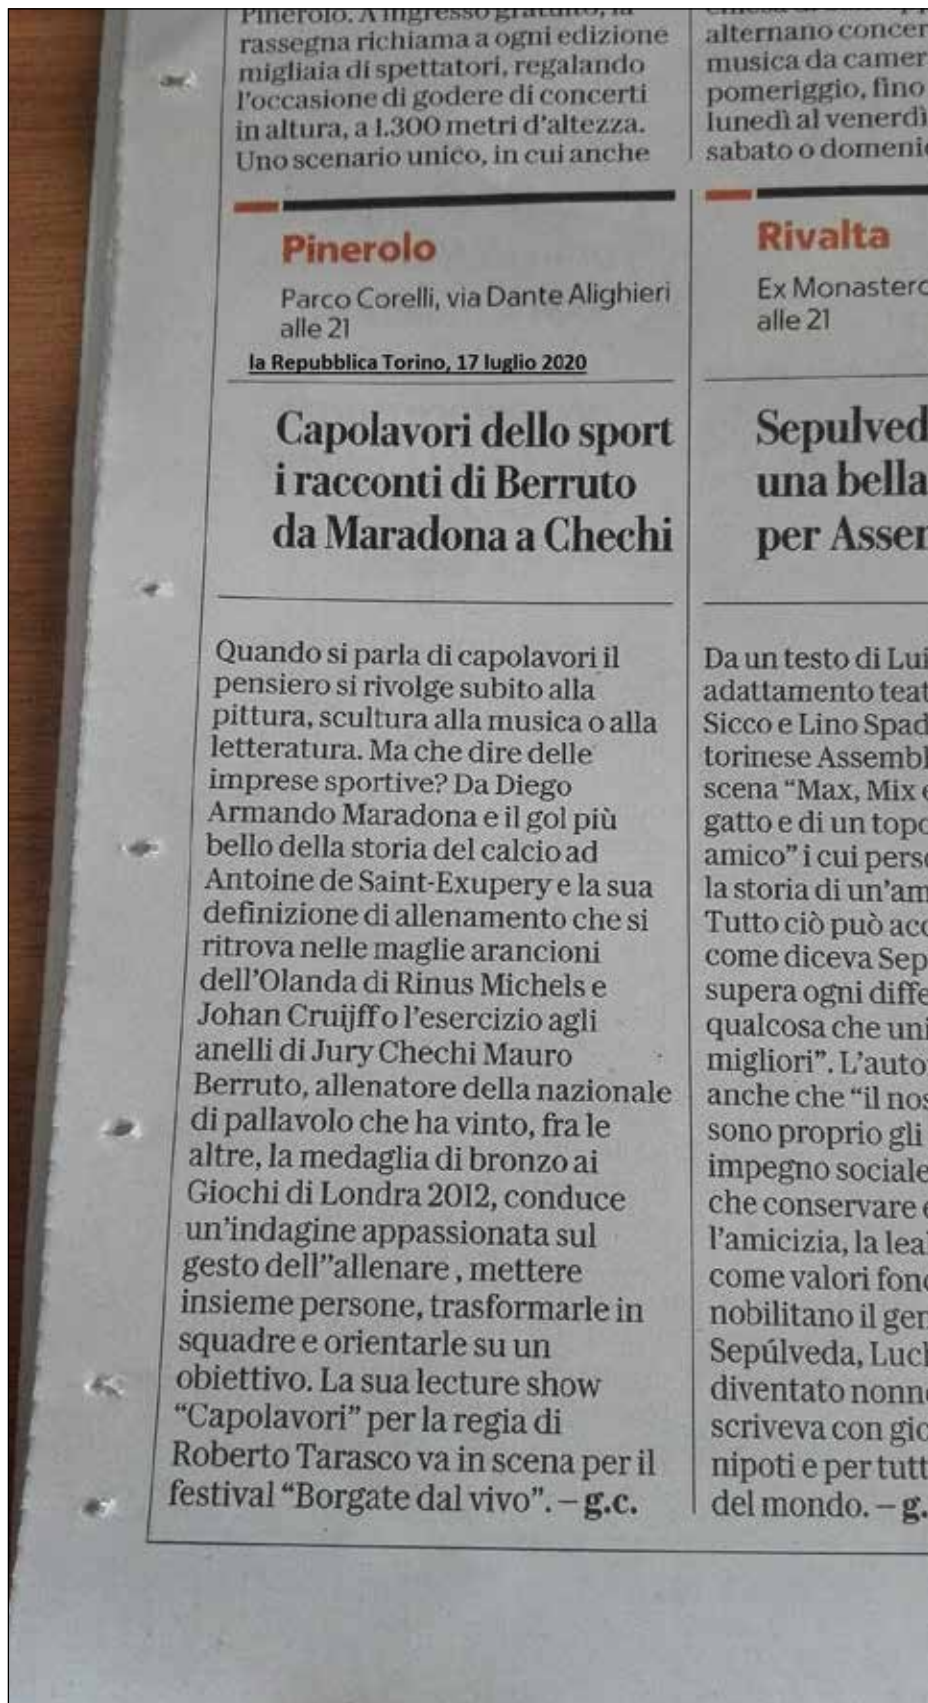 Pinerolo. A ingresso gratuito, la
rassegna richiama a ogni edizione
migliaia di spettatori, regalando
l'occasione di godere di concerti
in altura, a 1.300 metri d'altezza.
Uno scenario unico, in cui anche
Pinerolo
Parco Corelli, via Dante Alighieri
alle 21
la Repubblica Torino, 17 luglio 2020
Capolavori dello sport
i racconti di Berruto
da Maradona a Chechi
Quando si parla di capolavori il
pensiero si rivolge subito alla
pittura, scultura alla musica o alla
letteratura. Ma che dire delle
imprese sportive? Da Diego
Armando Maradona e il gol più
bello della storia del calcio ad
Antoine de Saint-Exupery e la sua
definizione di allenamento che si
ritrova nelle maglie arancioni
dell'Olanda di Rinus Michels e
Johan Cruijff o l'esercizio agli
anelli di Jury Chechi Mauro
Berruto, allenatore della nazionale
di pallavolo che ha vinto, fra le
altre, la medaglia di bronzo ai
Giochi di Londra 2012, conduce
un'indagine appassionata sul
gesto dell''allenare , mettere
insieme persone, trasformarle in
squadre e orientarle su un
obiettivo. La sua lecture show
"Capolavori" per la regia di
Roberto Tarasco va in scena per il
festival "Borgate dal vivo". – g.c.
alternano concer
musica da camer
pomeriggio, fino
lunedì al venerdì
sabato o domenic
Rivalta
Ex Monastero
alle 21
Sepulved
una bella
per Assem
Da un testo di Lui
adattamento teat
Sicco e Lino Spad
torinese Assembl
scena "Max, Mix e
gatto e di un topo
amico" i cui perso
la storia di un'am
Tutto ciò può acc
come diceva Sep
supera ogni diffe
qualcosa che uni
migliori". L'auto
anche che "il nos
sono proprio gli
impegno sociale
che conservare e
l'amicizia, la leal
come valori fond
nobilitano il gen
Sepúlveda, Luch
diventato nonno
scriveva con gio
nipoti e per tutt
del mondo. – g.